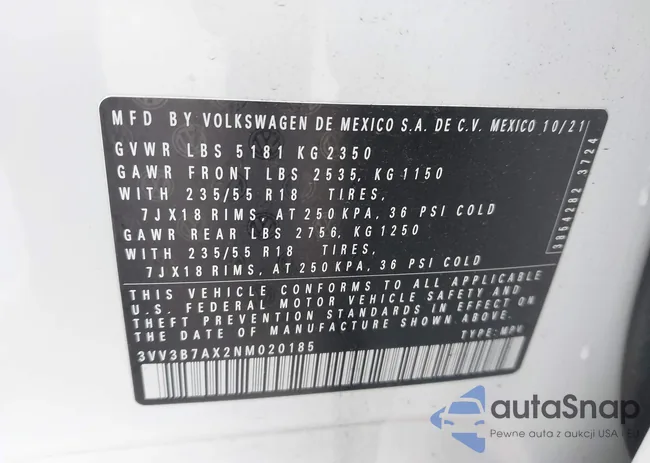 MFD BY VOLKSWAGEN DE MEXICO S.A. DE C.V. MEXICO 10/21
GVWR LBS 5181 KG 2350
GAWR FRONT LBS 2535, KG 1150
WITH 235/55 R18 TIRES,
7JX18 RIMS, AT 250 KPA, 36 PSI COLD
GAWR REAR LBS 2756, KG 1250
WITH 235/55 R18 TIRES,
7JX18 RIMS, AT 250 KPA, 36 PSI COLD
THIS VEHICLE CONFORMS TO ALL APPLICABLE
U.S. FEDERAL MOTOR VEHICLE SAFETY AND
THEFT PREVENTION STANDARDS IN EFFECT ON
THE DATE OF MANUFACTURE SHOWN ABOVE.
3VV3B7AX2NM020185 TYPE: MPV
3064282 3724
autaSnap
Pewne auta z aukcji USA - EU